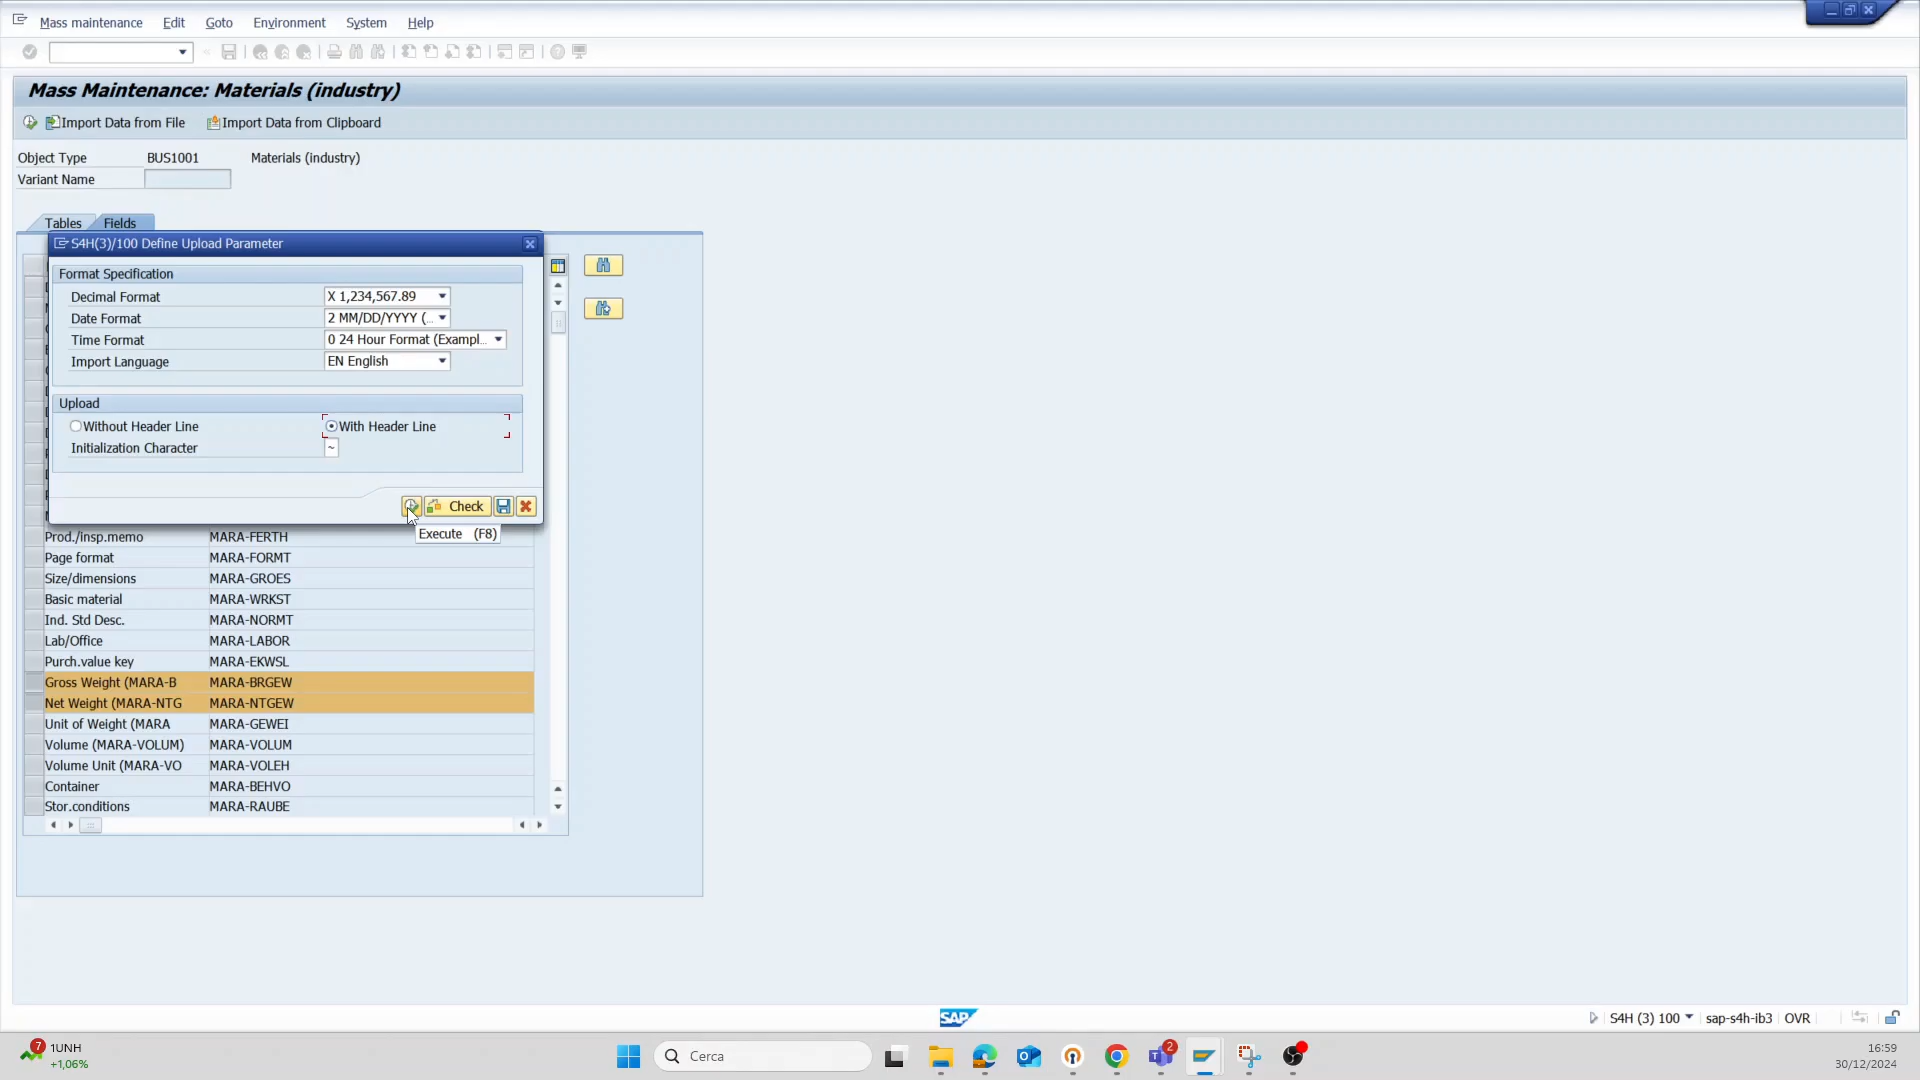 Mass maintenance Edit Goto Environment System Help
Mass Maintenance: Materials (industry)
Import Data from File Import Data from Clipboard
Object Type BUS1001 Materials (industry)
Variant Name
Tables Fields
S4H(3)/100 Define Upload Parameter
Format Specification
Decimal Format X 1,234,567.89
Date Format 2 MM/DD/YYYY (...
Time Format 0 24 Hour Format (Exampl...
Import Language EN English
Upload
Without Header Line With Header Line
Initialization Character ~
Check
Execute (F8)
Prod./insp.memo MARA-FERTH
Page format MARA-FORMT
Size/dimensions MARA-GROES
Basic material MARA-WRKST
Ind. Std Desc. MARA-NORMT
Lab/Office MARA-LABOR
Purch.value key MARA-EKWSL
Gross Weight (MARA-B MARA-BRGEW
Net Weight (MARA-NTG MARA-NTGEW
Unit of Weight (MARA MARA-GEWEI
Volume (MARA-VOLUM) MARA-VOLUM
Volume Unit (MARA-VO MARA-VOLEH
Container MARA-BEHVO
Stor.conditions MARA-RAUBE
SAP
S4H (3) 100 sap-s4h-ib3 OVR
7
1UNH
+1,06%
Cerca
2
16:59
30/12/2024